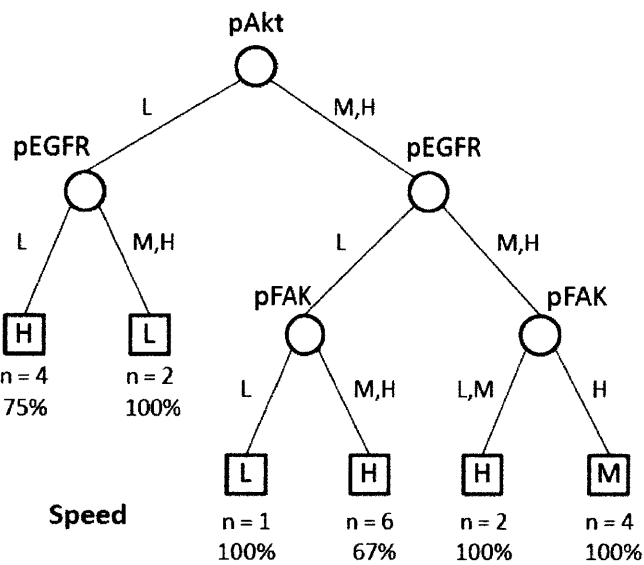 pAkt
L
M,H
pEGFR
pEGFR
L
M,H
L
M,H
pFAK
pFAK
H
L
n = 4
n = 2
75%
100%
L
M,H
L,M
H
L
H
H
M
Speed
n = 1
n = 6
n = 2
n = 4
100%
67%
100%
100%